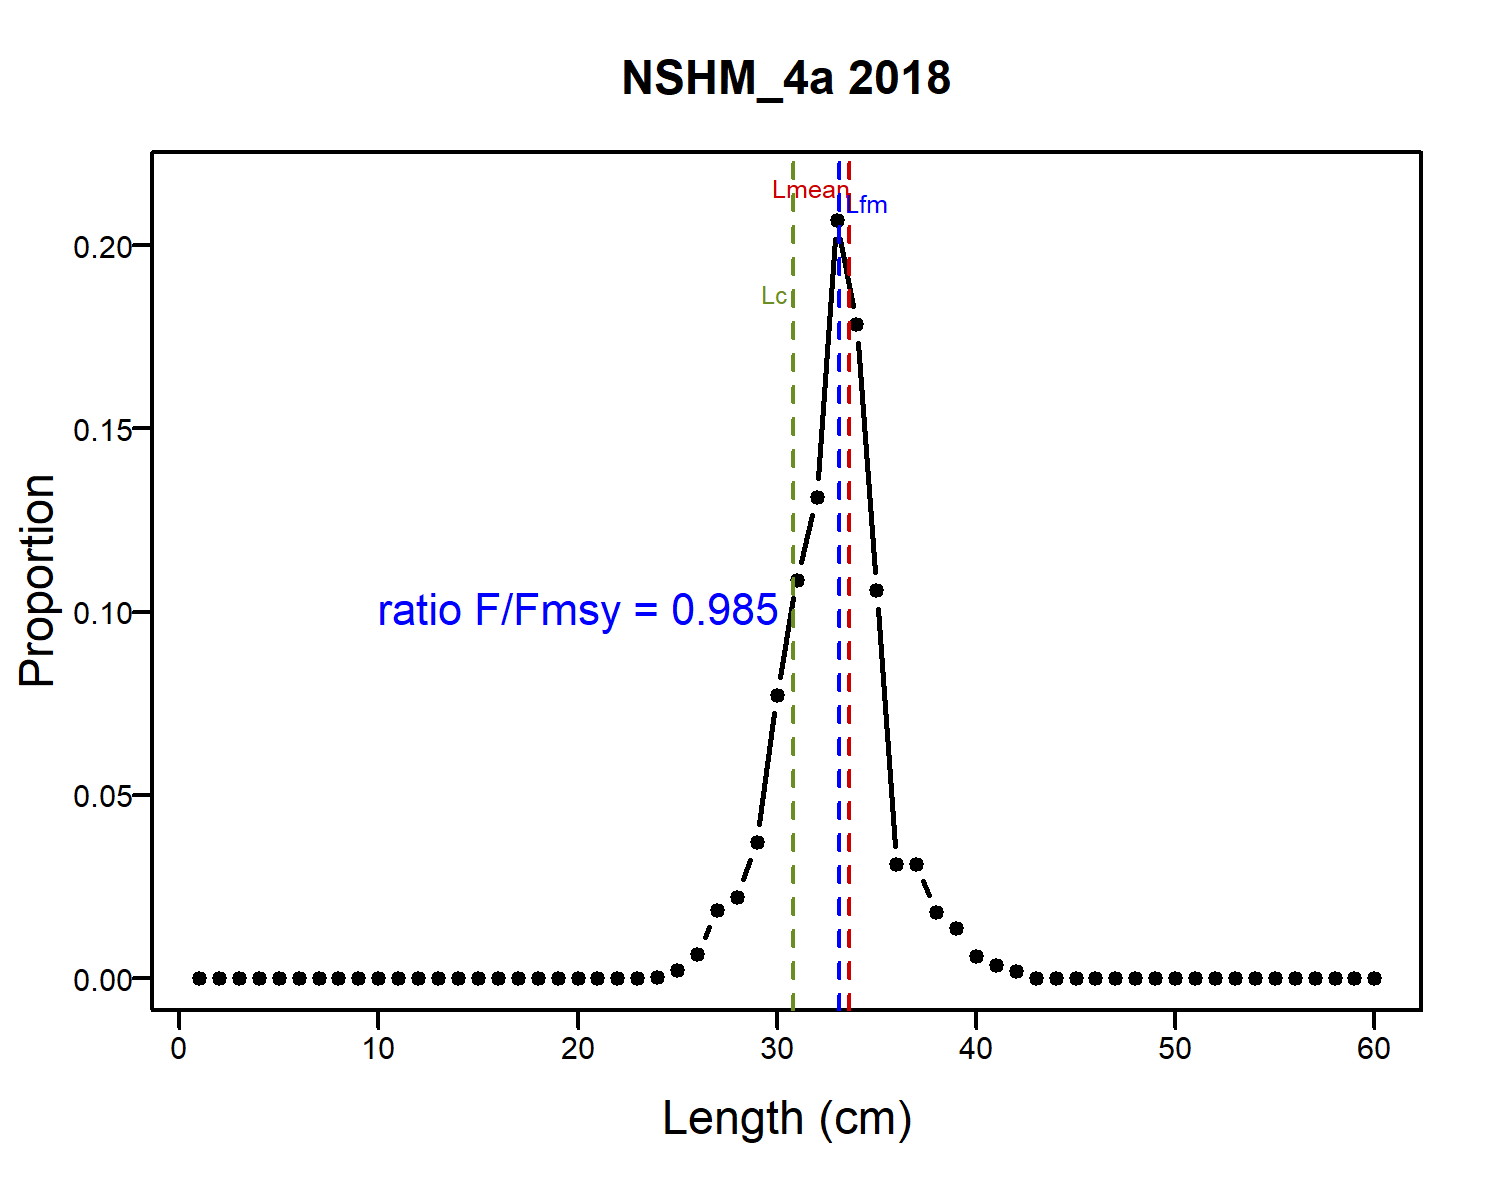 NSHM_4a 2018
Lmean
Lfm
Lc
ratio F/Fmsy = 0.985
Proportion
0.20
0.15
0.10
0.05
0.00
0 10 20 30 40 50 60
Length (cm)